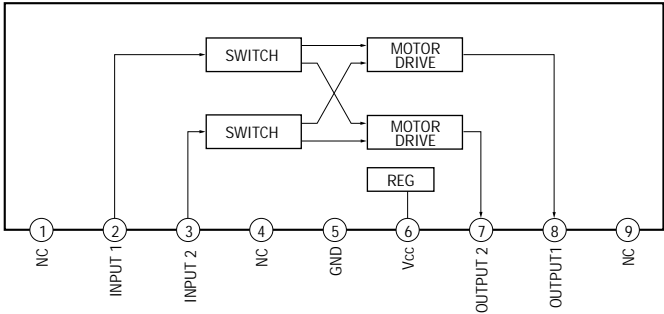 SWITCH
MOTOR
DRIVE
SWITCH
MOTOR
DRIVE
REG
1
2
3
4
5
6
7
8
9
NC
INPUT 1
INPUT 2
NC
GND
Vcc
OUTPUT 2
OUTPUT1
NC